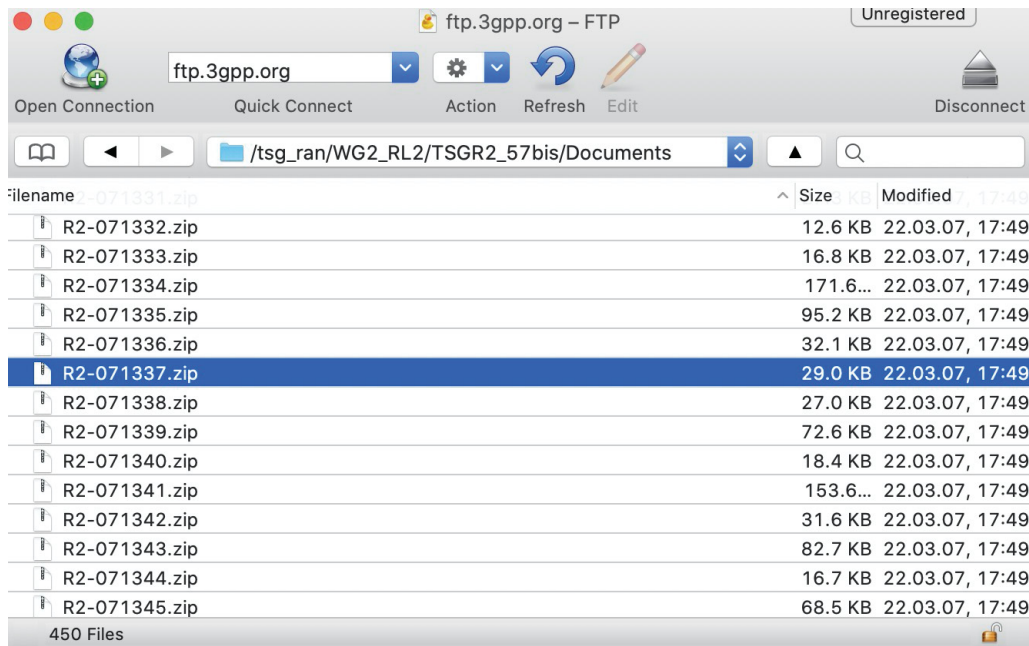 ftp.3gpp.org – FTP
Unregistered
ftp.3gpp.org
Open Connection Quick Connect Action Refresh Edit Disconnect
/tsg_ran/WG2_RL2/TSGR2_57bis/Documents
Filename Size Modified
R2-071331.zip
R2-071332.zip 12.6 KB 22.03.07, 17:49
R2-071333.zip 16.8 KB 22.03.07, 17:49
R2-071334.zip 171.6... 22.03.07, 17:49
R2-071335.zip 95.2 KB 22.03.07, 17:49
R2-071336.zip 32.1 KB 22.03.07, 17:49
R2-071337.zip 29.0 KB 22.03.07, 17:49
R2-071338.zip 27.0 KB 22.03.07, 17:49
R2-071339.zip 72.6 KB 22.03.07, 17:49
R2-071340.zip 18.4 KB 22.03.07, 17:49
R2-071341.zip 153.6... 22.03.07, 17:49
R2-071342.zip 31.6 KB 22.03.07, 17:49
R2-071343.zip 82.7 KB 22.03.07, 17:49
R2-071344.zip 16.7 KB 22.03.07, 17:49
R2-071345.zip 68.5 KB 22.03.07, 17:49
450 Files